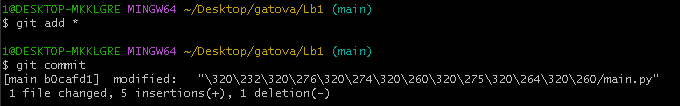 1@DESKTOP-MKKLGRE MINGW64 ~/Desktop/gatova/Lb1 (main)
$ git add *
1@DESKTOP-MKKLGRE MINGW64 ~/Desktop/gatova/Lb1 (main)
$ git commit
[main b0cafd1]  modified:   "\320\232\320\276\320\274\320\260\320\275\320\264\320\260/main.py"
 1 file changed, 5 insertions(+), 1 deletion(-)